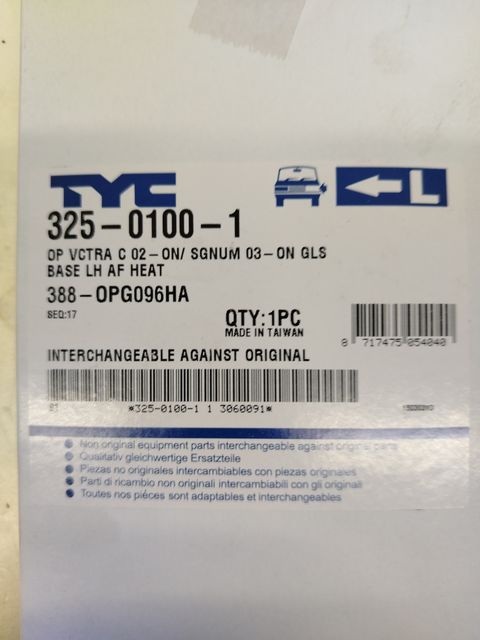 TYC
L
325-0100-1
OP VCTRA C 02-ON/ SGNUM 03-ON GLS
BASE LH AF HEAT
388-OPG096HA
SEQ:17
QTY:1PC
MADE IN TAIWAN
8 717475 054040
INTERCHANGEABLE AGAINST ORIGINAL
01 *325-0100-1 1 3060091*
Non original equipment parts interchangeable against original parts
Qualitativ gleichwertige Ersatzteile
Piezas no originales intercambiables con piezas originales
Parti di ricambio non originali intercambiabili con gli originali
Toutes nos piéces sont adaptables et interchangeables